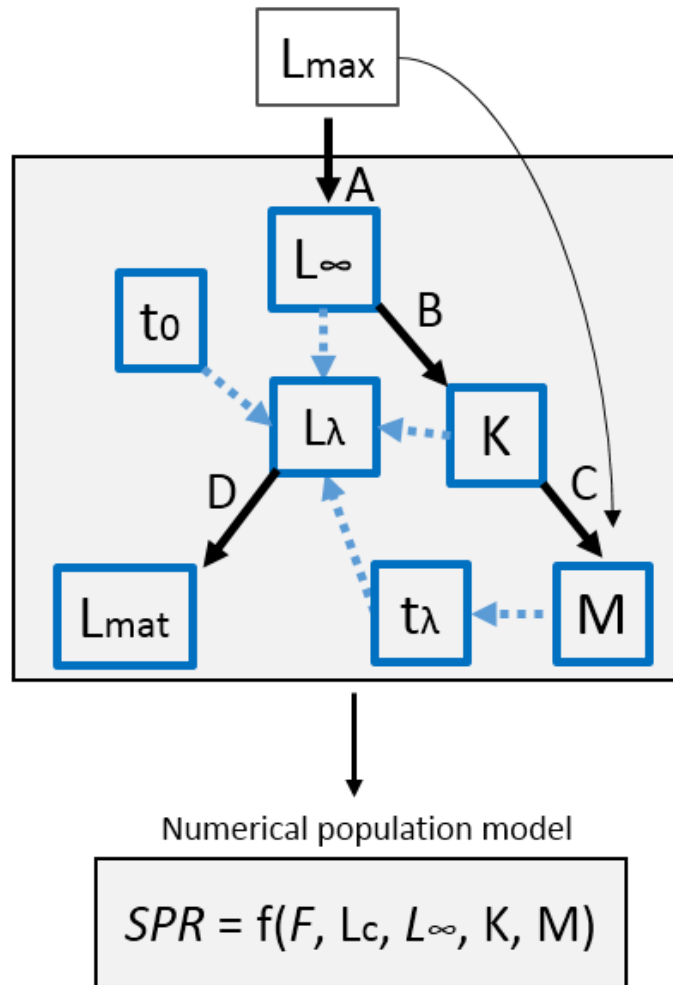 Lmax
A
L∞
B
t0
Lλ
K
D
C
Lmat
tλ
M
Numerical population model
SPR = f(F, Lc, L∞, K, M)